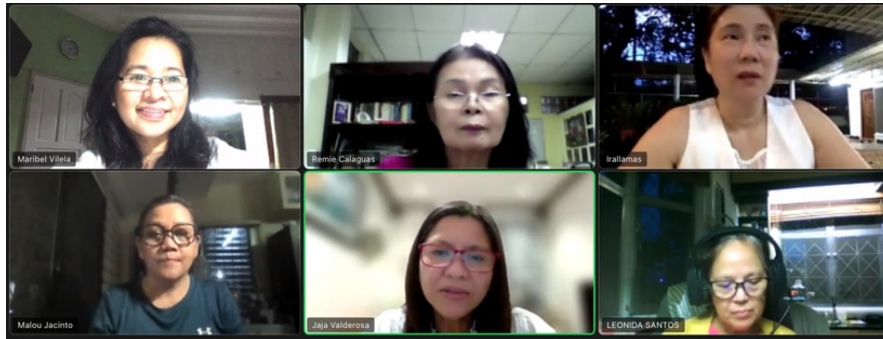 Maribel Vilela
Remie Calaguas
Irallamas
Malou Jacinto
Jaja Valderosa
LEONIDA SANTOS